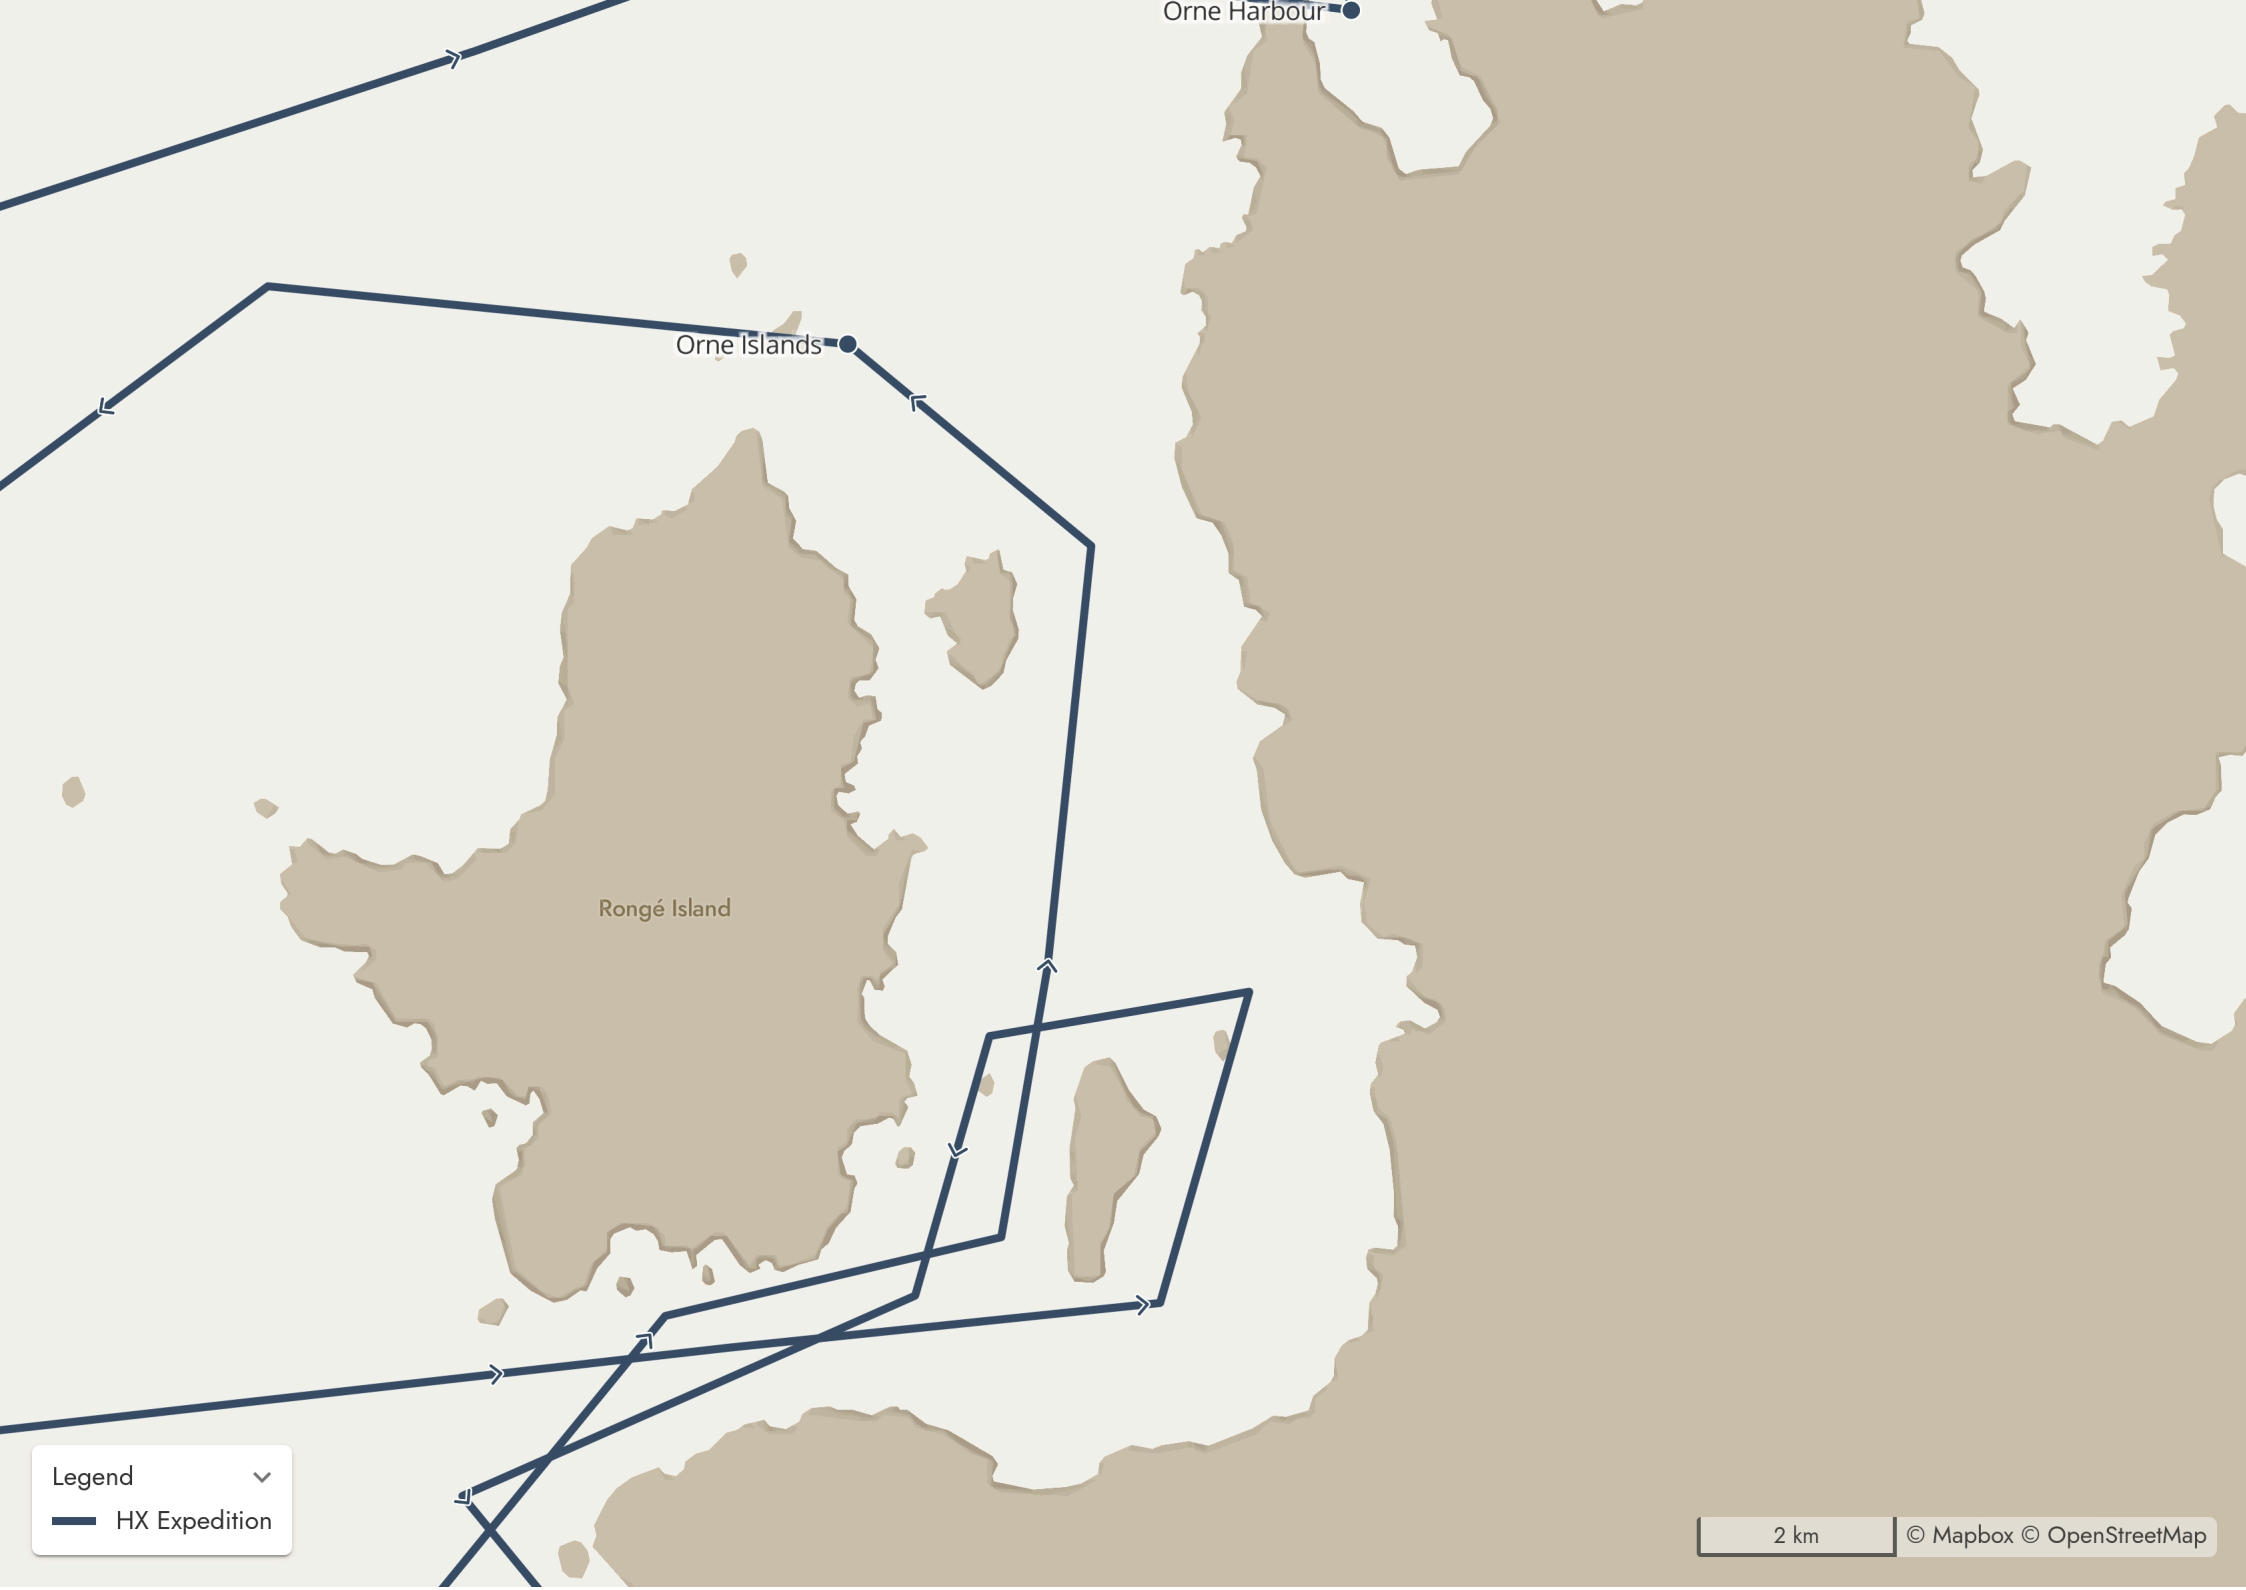 Orne Harbour
Orne Islands
Rongé Island
Legend
HX Expedition
2 km
© Mapbox © OpenStreetMap